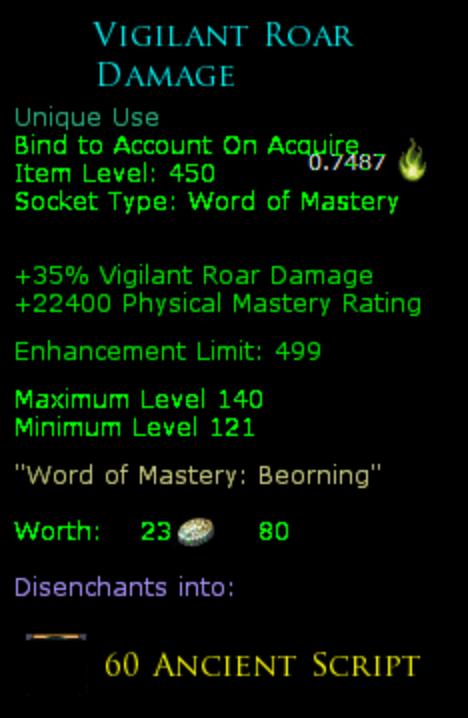 Vigilant Roar
Damage
Unique Use
Bind to Account On Acquire
0.7487
Item Level: 450
Socket Type: Word of Mastery
+35% Vigilant Roar Damage
+22400 Physical Mastery Rating
Enhancement Limit: 499
Maximum Level 140
Minimum Level 121
"Word of Mastery: Beorning"
Worth: 23 80
Disenchants into:
60 Ancient Script